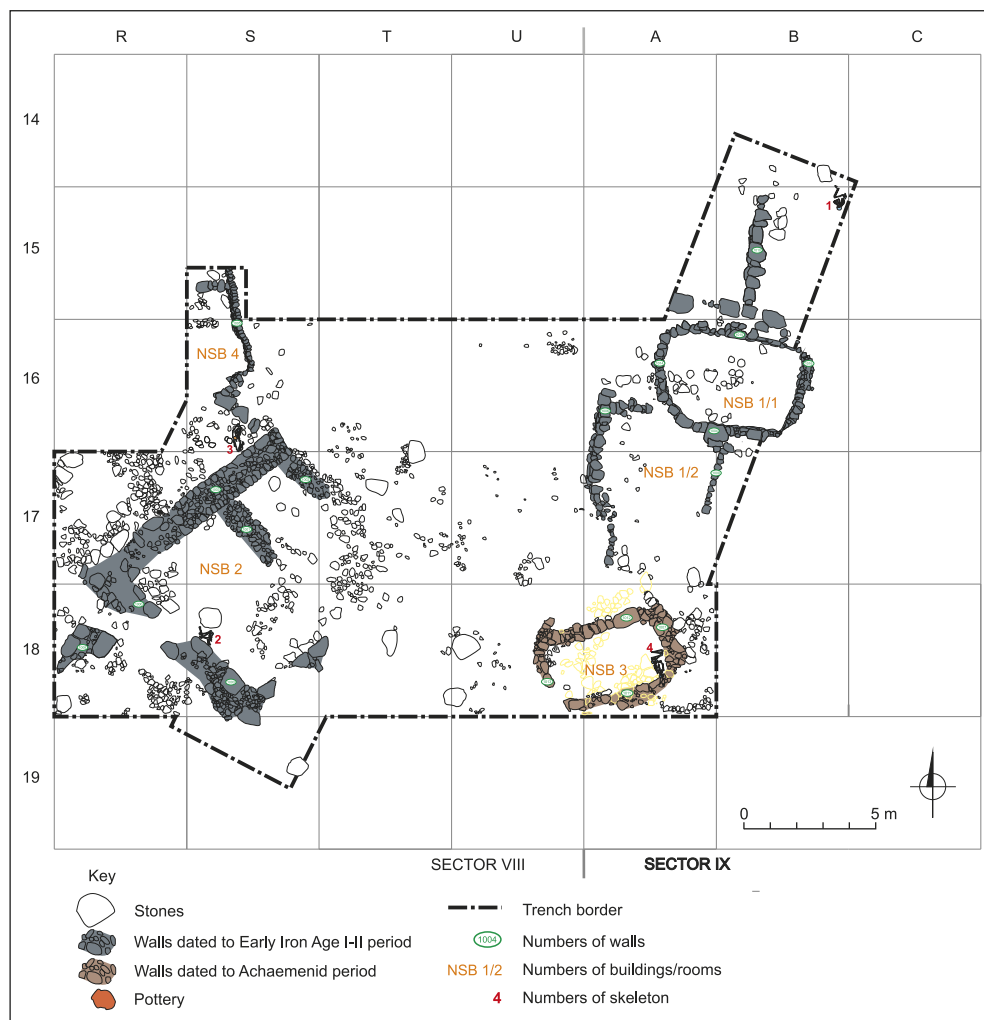 R S T U A B C
14
15
1
16
NSB 4
NSB 1/1
3
NSB 1/2
17
NSB 2
2
18
4
NSB 3
19
0 5 m
SECTOR VIII SECTOR IX
Key
Stones
Walls dated to Early Iron Age I-II period
Walls dated to Achaemenid period
Pottery
Trench border
1004 Numbers of walls
NSB 1/2 Numbers of buildings/rooms
4 Numbers of skeleton